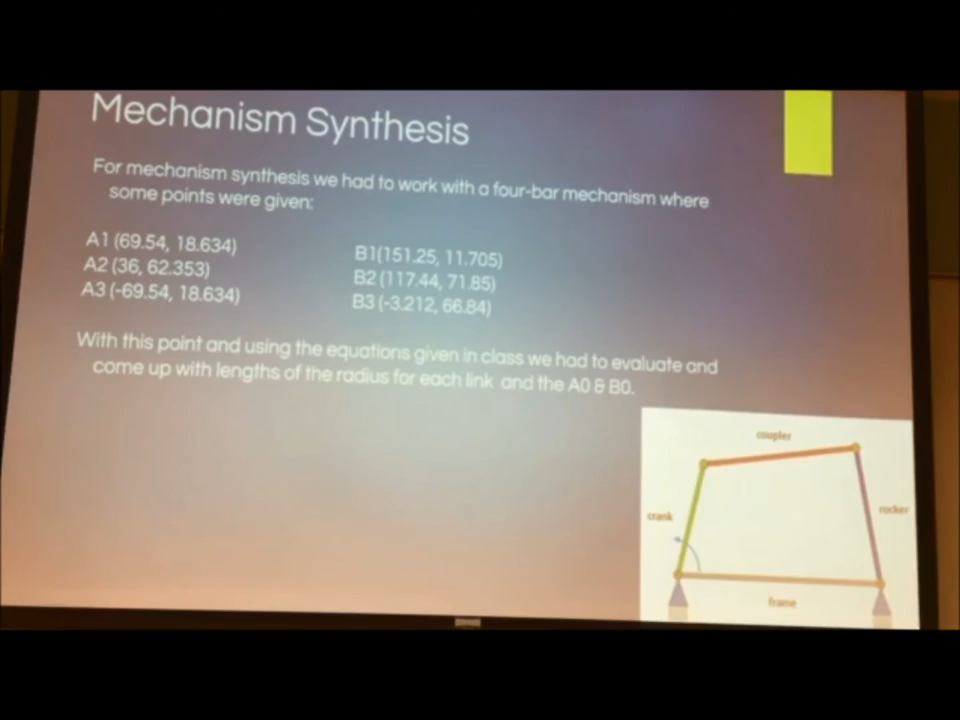 Mechanism Synthesis
For mechanism synthesis we had to work with a four-bar mechanism where
some points were given:
A1 (69.54, 18.634)
A2 (36, 62.353)
A3 (-69.54, 18.634)
B1(151.25, 11.705)
B2 (117.44, 71.85)
B3 (-3.212, 66.84)
With this point and using the equations given in class we had to evaluate and
come up with lengths of the radius for each link and the A0 & B0.
coupler
crank
rocker
frame